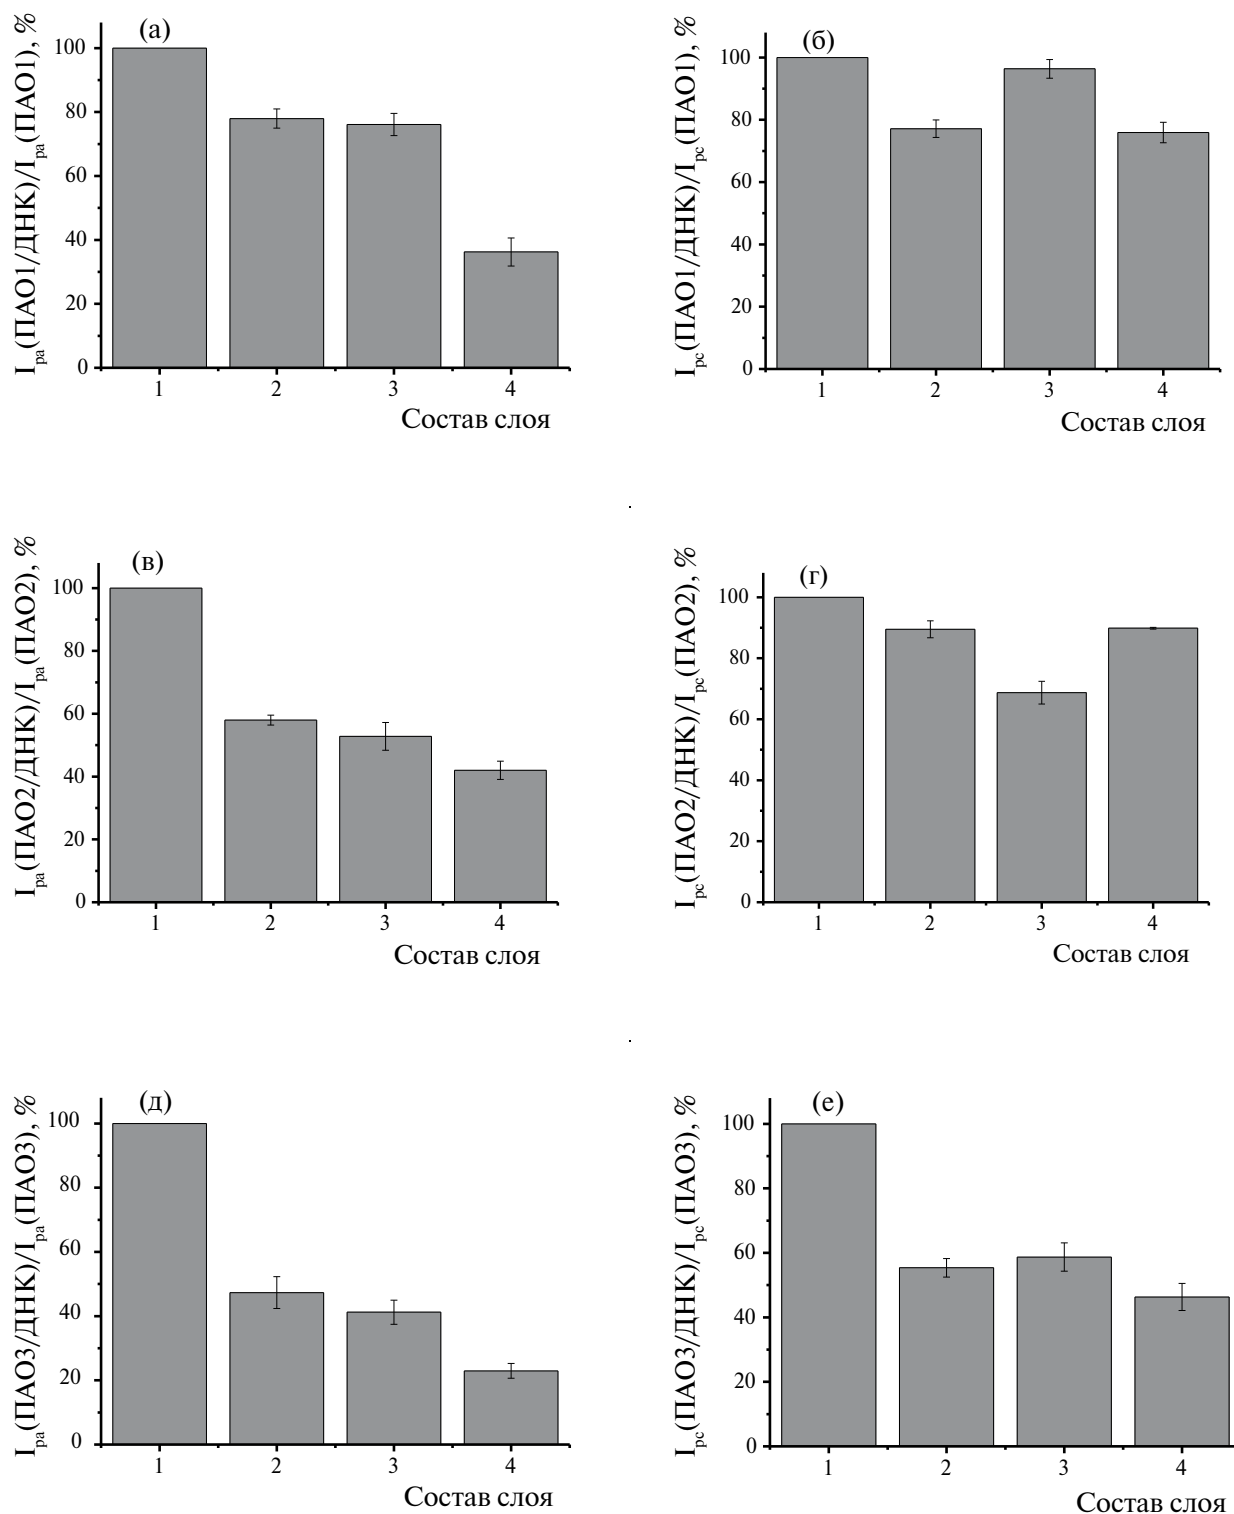 (а)
I_pa(ПАО1/ДНК)/I_pa(ПАО1), %
100
80
60
40
20
0
1 2 3 4
Состав слоя
(б)
I_pc(ПАО1/ДНК)/I_pc(ПАО1), %
100
80
60
40
20
0
1 2 3 4
Состав слоя
(в)
I_pa(ПАО2/ДНК)/I_pa(ПАО2), %
100
80
60
40
20
0
1 2 3 4
Состав слоя
(г)
I_pc(ПАО2/ДНК)/I_pc(ПАО2), %
100
80
60
40
20
0
1 2 3 4
Состав слоя
(д)
I_pa(ПАО3/ДНК)/I_pa(ПАО3), %
100
80
60
40
20
0
1 2 3 4
Состав слоя
(е)
I_pc(ПАО3/ДНК)/I_pc(ПАО3), %
100
80
60
40
20
0
1 2 3 4
Состав слоя